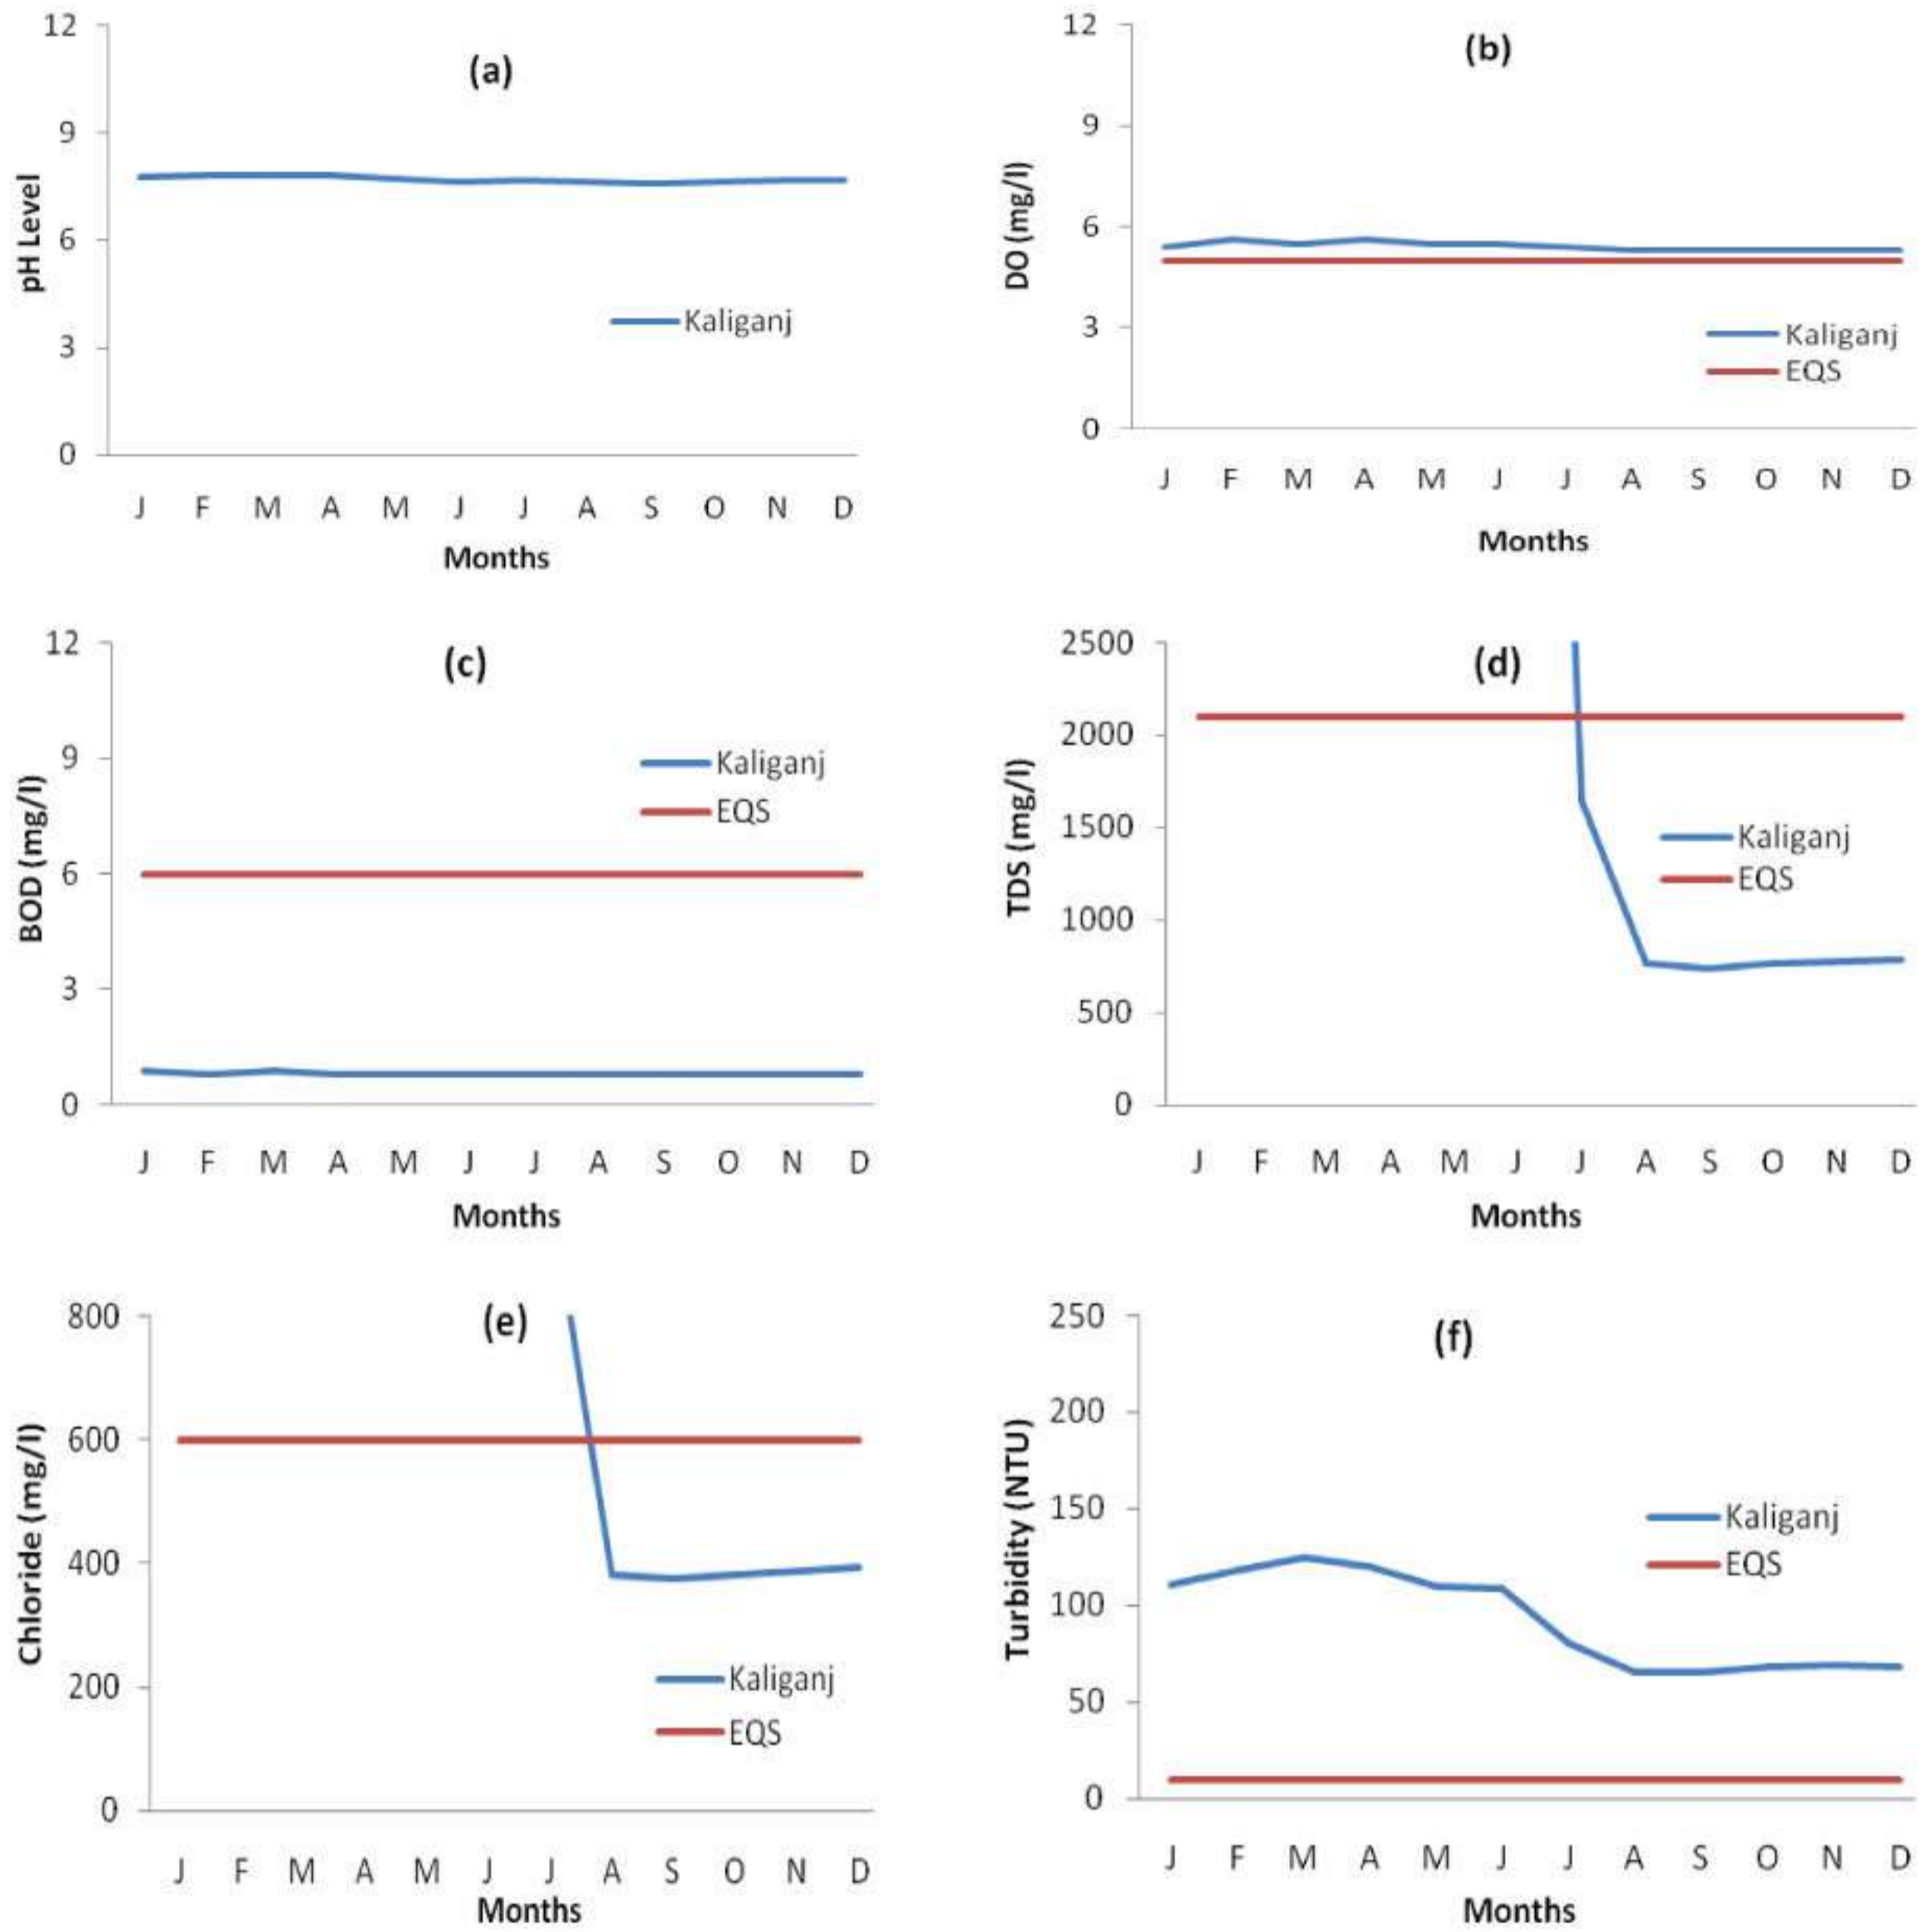 (a)
pH Level
12
9
6
3
0
Kaliganj
J F M A M J J A S O N D
Months
(b)
DO (mg/l)
12
9
6
3
0
Kaliganj
EQS
J F M A M J J A S O N D
Months
(c)
BOD (mg/l)
12
9
6
3
0
Kaliganj
EQS
J F M A M J J A S O N D
Months
(d)
TDS (mg/l)
2500
2000
1500
1000
500
0
Kaliganj
EQS
J F M A M J J A S O N D
Months
(e)
Chloride (mg/l)
800
600
400
200
0
Kaliganj
EQS
J F M A M J J A S O N D
Months
(f)
Turbidity (NTU)
250
200
150
100
50
0
Kaliganj
EQS
J F M A M J J A S O N D
Months